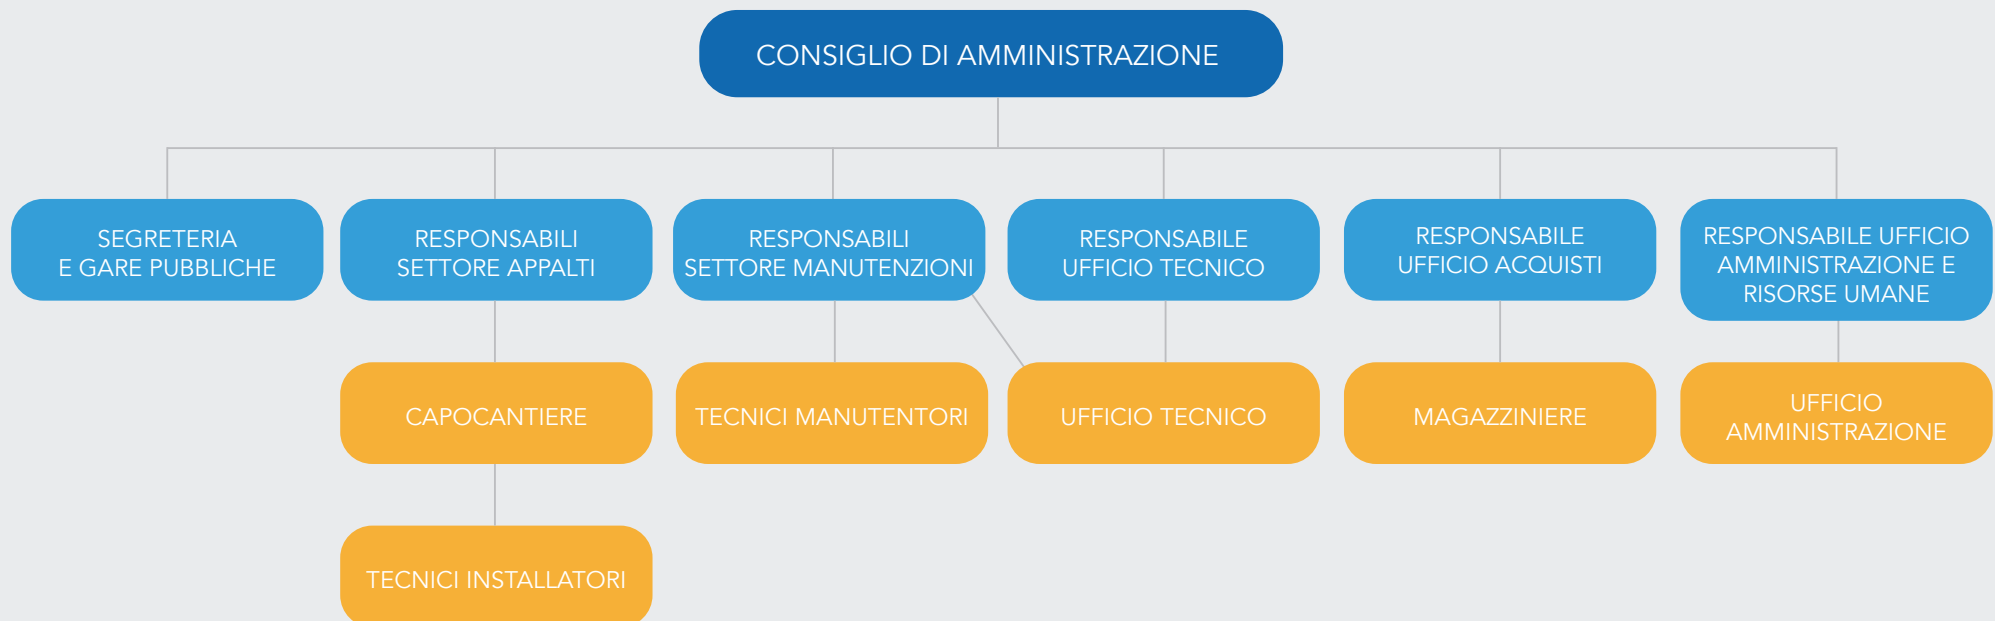 CONSIGLIO DI AMMINISTRAZIONE
SEGRETERIA
E GARE PUBBLICHE
RESPONSABILI
SETTORE APPALTI
RESPONSABILI
SETTORE MANUTENZIONI
RESPONSABILE
UFFICIO TECNICO
RESPONSABILE
UFFICIO ACQUISTI
RESPONSABILE UFFICIO
AMMINISTRAZIONE E
RISORSE UMANE
CAPOCANTIERE
TECNICI MANUTENTORI
UFFICIO TECNICO
MAGAZZINIERE
UFFICIO
AMMINISTRAZIONE
TECNICI INSTALLATORI